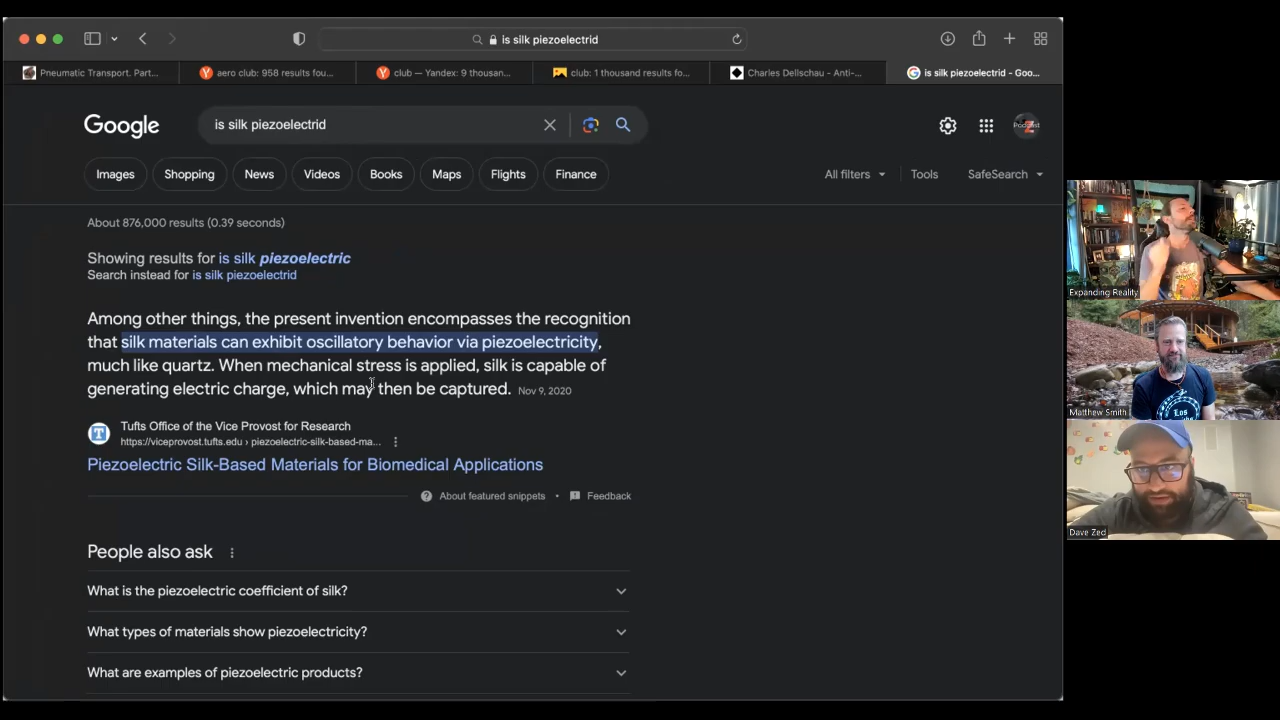 is silk piezoelectrid
Pneumatic Transport. Part...
aero club: 958 results fou...
club — Yandex: 9 thousan...
club: 1 thousand results fo...
Charles Dellschau - Anti-...
is silk piezoelectrid - Goo...
Google
is silk piezoelectrid
Podcast
Z
Images
Shopping
News
Videos
Books
Maps
Flights
Finance
All filters
Tools
SafeSearch
About 876,000 results (0.39 seconds)
Showing results for is silk piezoelectric
Search instead for is silk piezoelectrid
Among other things, the present invention encompasses the recognition
that silk materials can exhibit oscillatory behavior via piezoelectricity,
much like quartz. When mechanical stress is applied, silk is capable of
generating electric charge, which may then be captured. Nov 9, 2020
T
Tufts Office of the Vice Provost for Research
https://viceprovost.tufts.edu › piezoelectric-silk-based-ma...
Piezoelectric Silk-Based Materials for Biomedical Applications
About featured snippets • Feedback
People also ask
What is the piezoelectric coefficient of silk?
What types of materials show piezoelectricity?
What are examples of piezoelectric products?
Expanding Reality
Los
Matthew Smith
Dave Zed